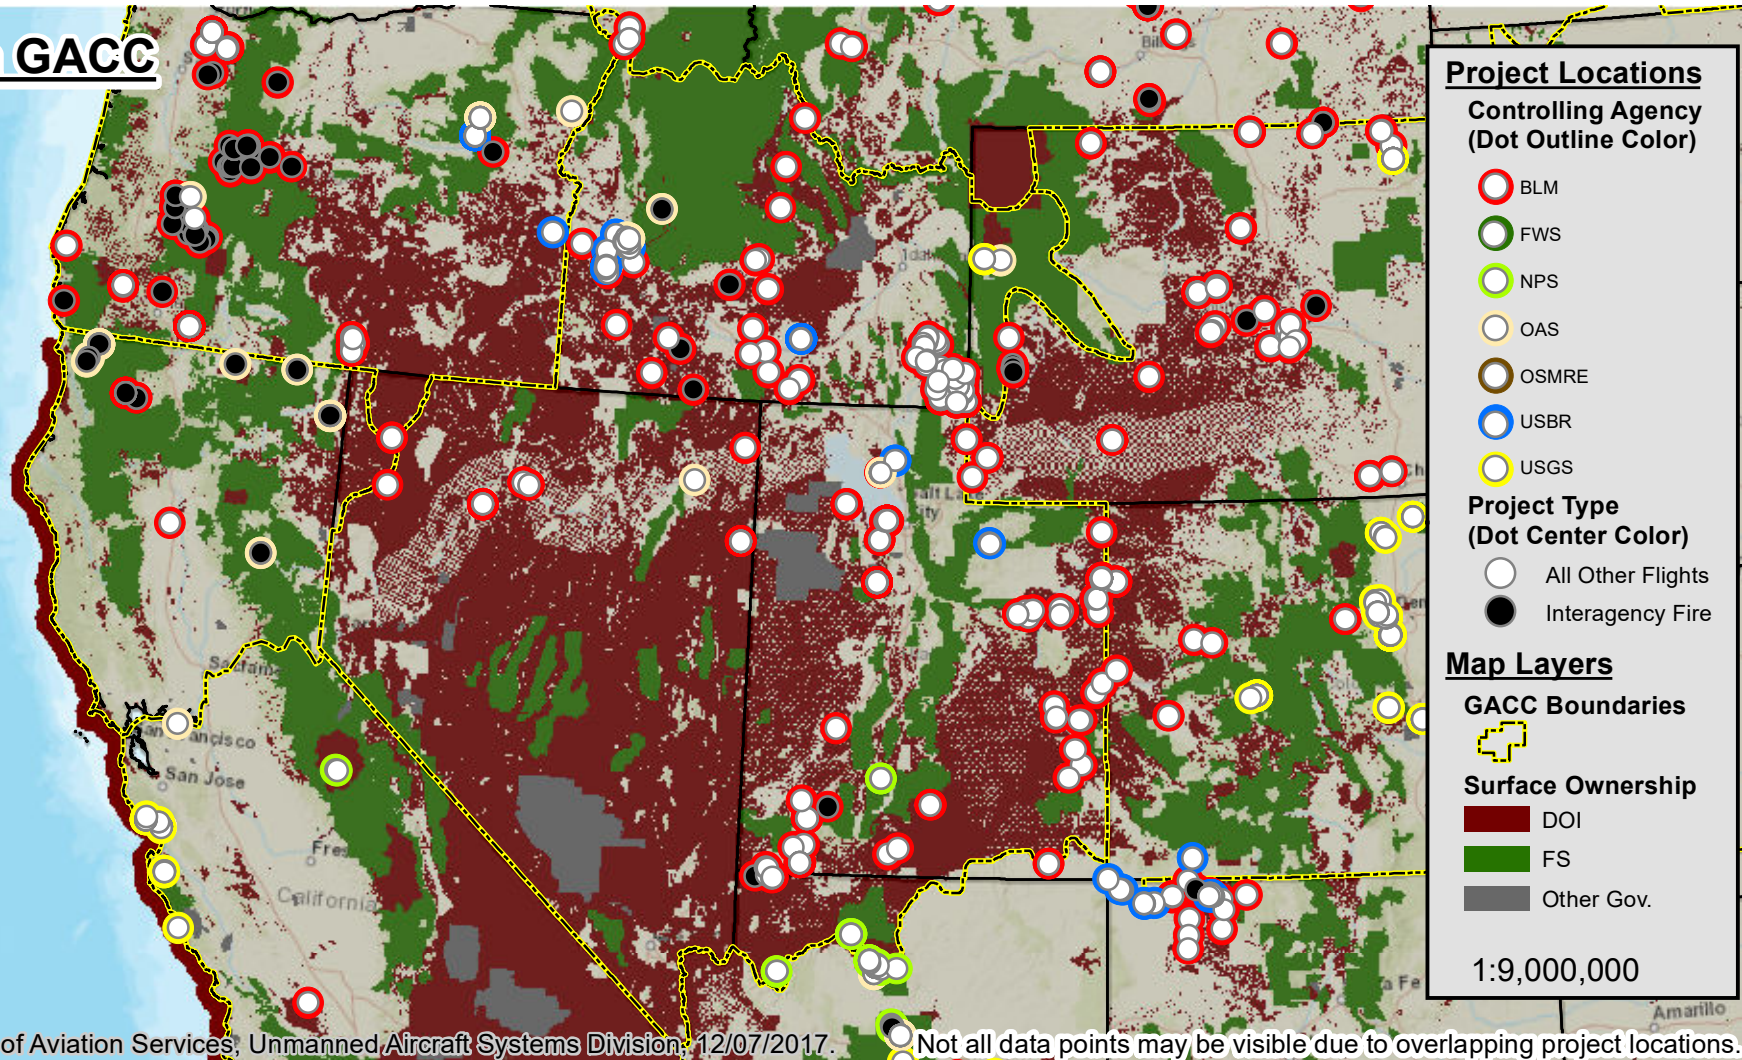 GACC
Project Locations
Controlling Agency
(Dot Outline Color)
BLM
FWS
NPS
OAS
OSMRE
USBR
USGS
Project Type
(Dot Center Color)
All Other Flights
Interagency Fire
Map Layers
GACC Boundaries
Surface Ownership
DOI
FS
Other Gov.
1:9,000,000
San Jose
California
Amarillo
of Aviation Services, Unmanned Aircraft Systems Division, 12/07/2017.
Not all data points may be visible due to overlapping project locations.